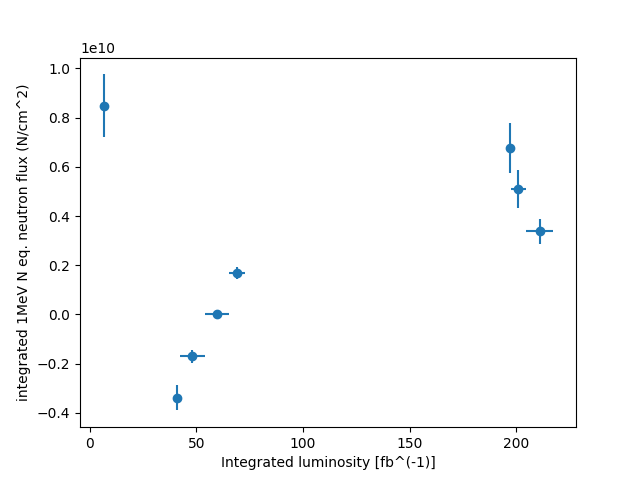 1e10
1.0
0.8
0.6
0.4
0.2
0.0
−0.2
−0.4
integrated 1MeV N eq. neutron flux (N/cm^2)
0 50 100 150 200
Integrated luminosity [fb^(-1)]